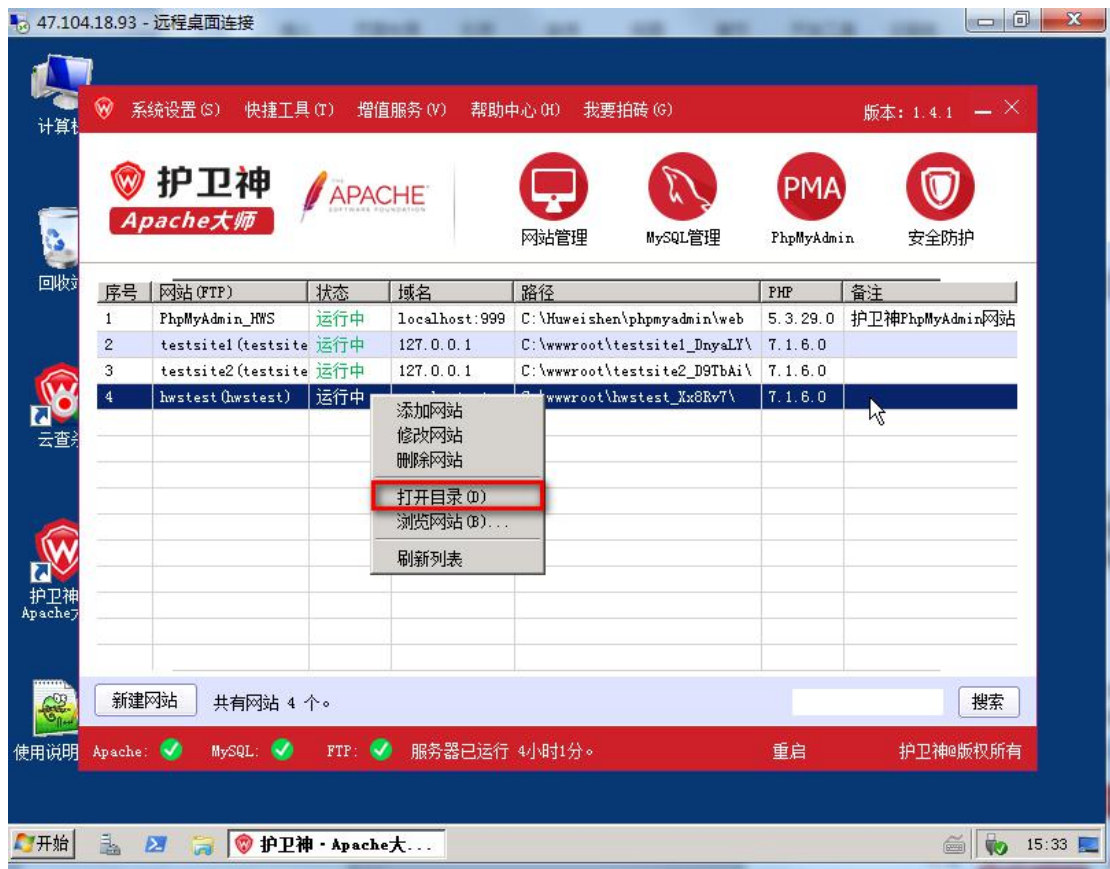 47.104.18.93 - 远程桌面连接
计算机
系统设置(S) 快捷工具(T) 增值服务(V) 帮助中心(H) 我要拍砖(G) 版本: 1.4.1
护卫神
Apache大师
THE
APACHE
SOFTWARE FOUNDATION
PMA
网站管理 MySQL管理 PhpMyAdmin 安全防护
回收站
序号 网站(FTP) 状态 域名 路径 PHP 备注
1 PhpMyAdmin_HWS 运行中 localhost:999 C:\Huweishen\phpmyadmin\web 5.3.29.0 护卫神PhpMyAdmin网站
2 testsite1(testsite 运行中 127.0.0.1 C:\wwwroot\testsite1_DnyaLY\ 7.1.6.0
3 testsite2(testsite 运行中 127.0.0.1 C:\wwwroot\testsite2_D9TbAi\ 7.1.6.0
4 hwstest(hwstest) 运行中 wwwroot\hwstest_Xx8Rv7\ 7.1.6.0
添加网站
修改网站
删除网站
打开目录(D)
浏览网站(B)...
刷新列表
云查杀
护卫神
Apache大
新建网站 共有网站 4 个。 搜索
使用说明
Apache: MySQL: FTP: 服务器已运行 4小时1分。 重启 护卫神@版权所有
开始 护卫神·Apache大... 15:33